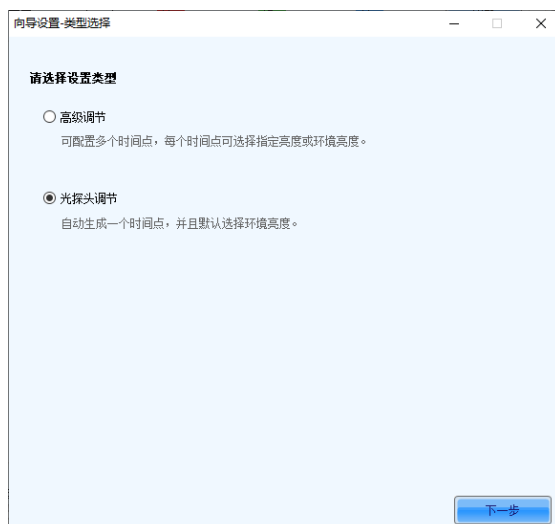 向导设置-类型选择
请选择设置类型
高级调节
可配置多个时间点，每个时间点可选择指定亮度或环境亮度。
光探头调节
自动生成一个时间点，并且默认选择环境亮度。
下一步